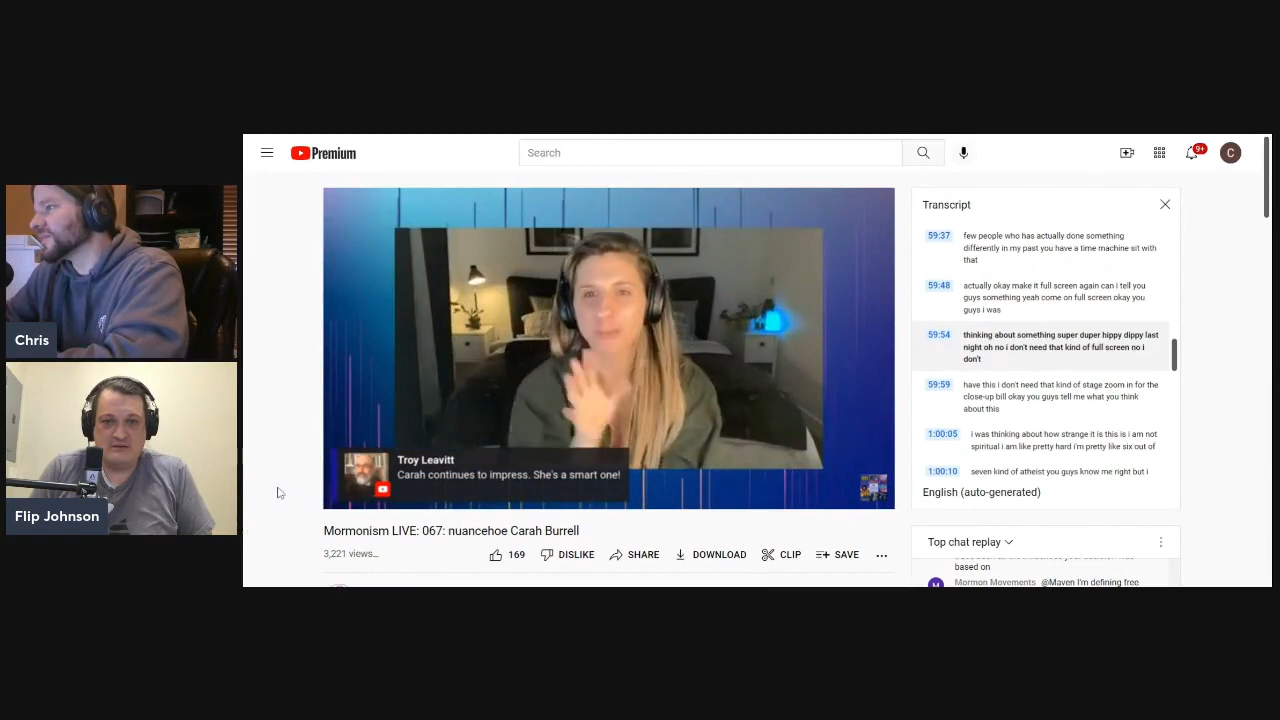 Premium
Search
9+
C
Chris
Flip Johnson
Troy Leavitt
Carah continues to impress. She's a smart one!
Mormonism LIVE: 067: nuancehoe Carah Burrell
3,221 views...
169
DISLIKE
SHARE
DOWNLOAD
CLIP
SAVE
Transcript
59:37
few people who has actually done something
differently in my past you have a time machine sit with
that
59:48
actually okay make it full screen again can i tell you
guys something yeah come on full screen okay you
guys i was
59:54
thinking about something super duper hippy dippy last
night oh no i don't need that kind of full screen no i
don't
59:59
have this i don't need that kind of stage zoom in for the
close-up bill okay you guys tell me what you think
about this
1:00:05
i was thinking about how strange it is this is i am not
spiritual i am like pretty hard i'm pretty like six out of
1:00:10
seven kind of atheist you guys know me right but i
English (auto-generated)
Top chat replay
based on
M
Mormon Movements @Maven I'm defining free